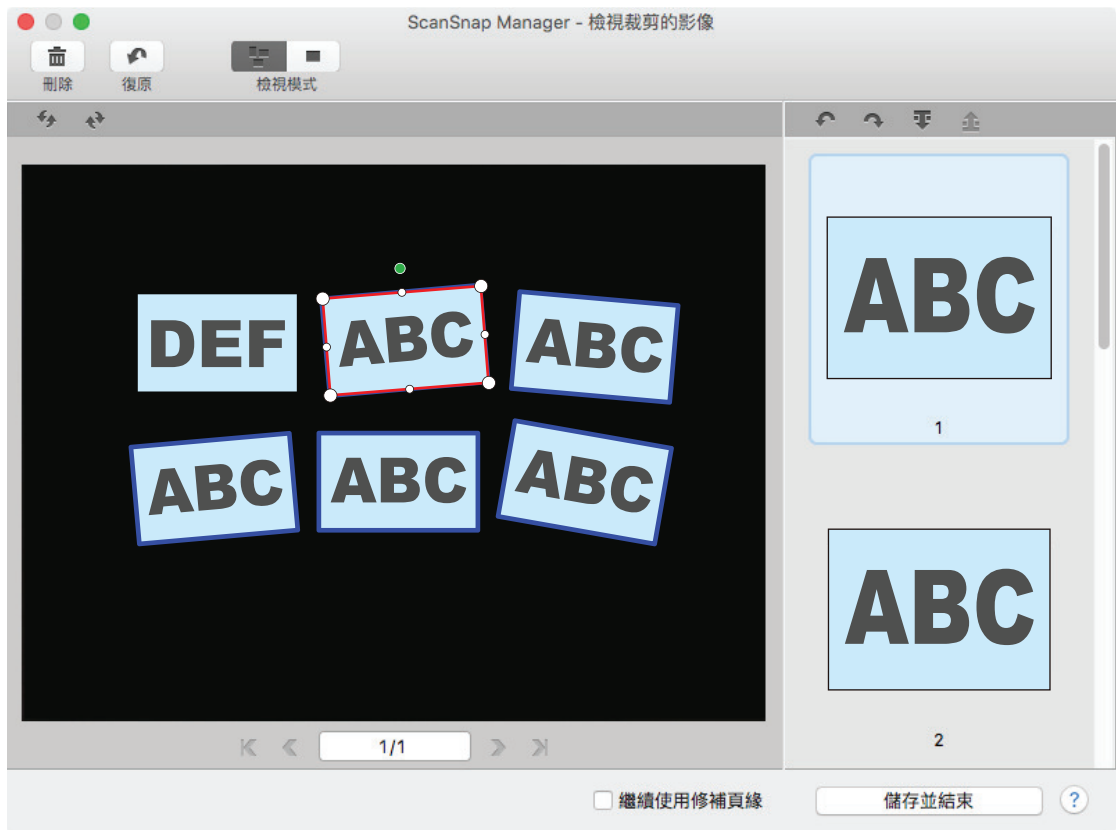 ScanSnap Manager - 檢視裁剪的影像
刪除 復原 檢視模式
DEF ABC ABC
ABC ABC ABC
1/1
ABC
1
ABC
2
繼續使用修補頁緣 儲存並結束 ?